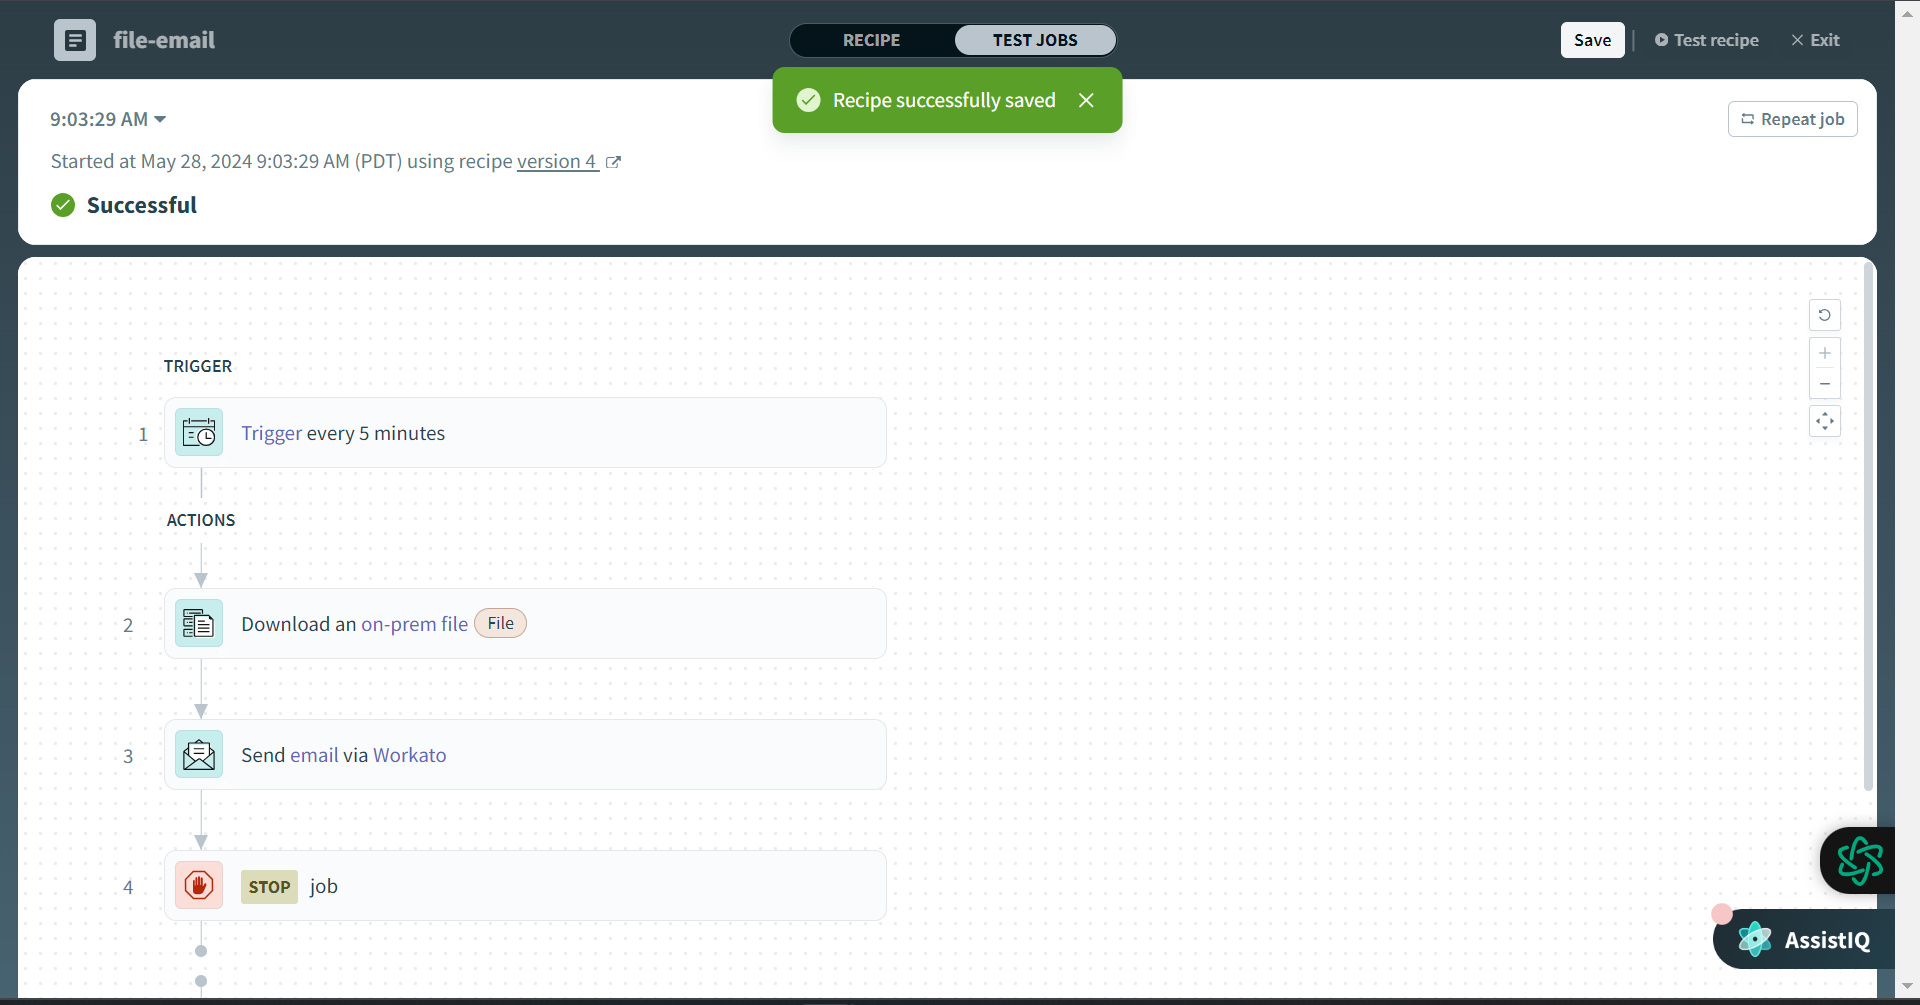 file-email
RECIPE
TEST JOBS
Save
Test recipe
Exit
Recipe successfully saved
9:03:29 AM
Repeat job
Started at May 28, 2024 9:03:29 AM (PDT) using recipe version 4
Successful
TRIGGER
1
Trigger every 5 minutes
ACTIONS
2
Download an on-prem file File
3
Send email via Workato
4
STOP job
AssistIQ